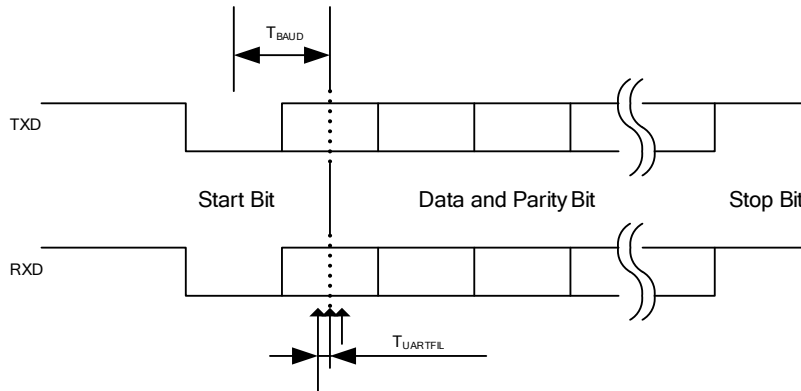 TBAUD
TXD
Start Bit
Data and Parity Bit
Stop Bit
RXD
TUARTFIL